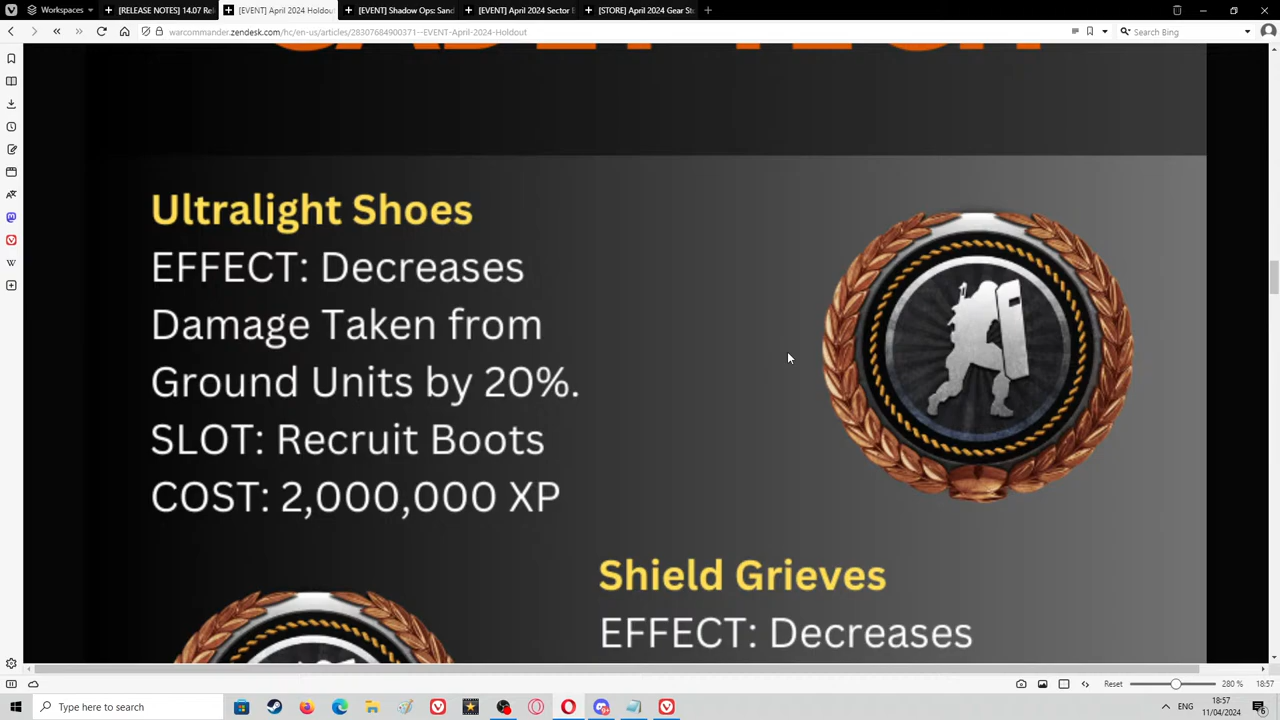 Workspaces
[RELEASE NOTES] 14.07 Rel
[EVENT] April 2024 Holdout
[EVENT] Shadow Ops: Sand
[EVENT] April 2024 Sector
[STORE] April 2024 Gear St
warcommander.zendesk.com/hc/en-us/articles/28307684900371--EVENT-April-2024-Holdout
Search Bing
Ultralight Shoes
EFFECT: Decreases
Damage Taken from
Ground Units by 20%.
SLOT: Recruit Boots
COST: 2,000,000 XP
Shield Grieves
EFFECT: Decreases
Reset
280 %
18:57
Type here to search
ENG
18:57
11/04/2024
6